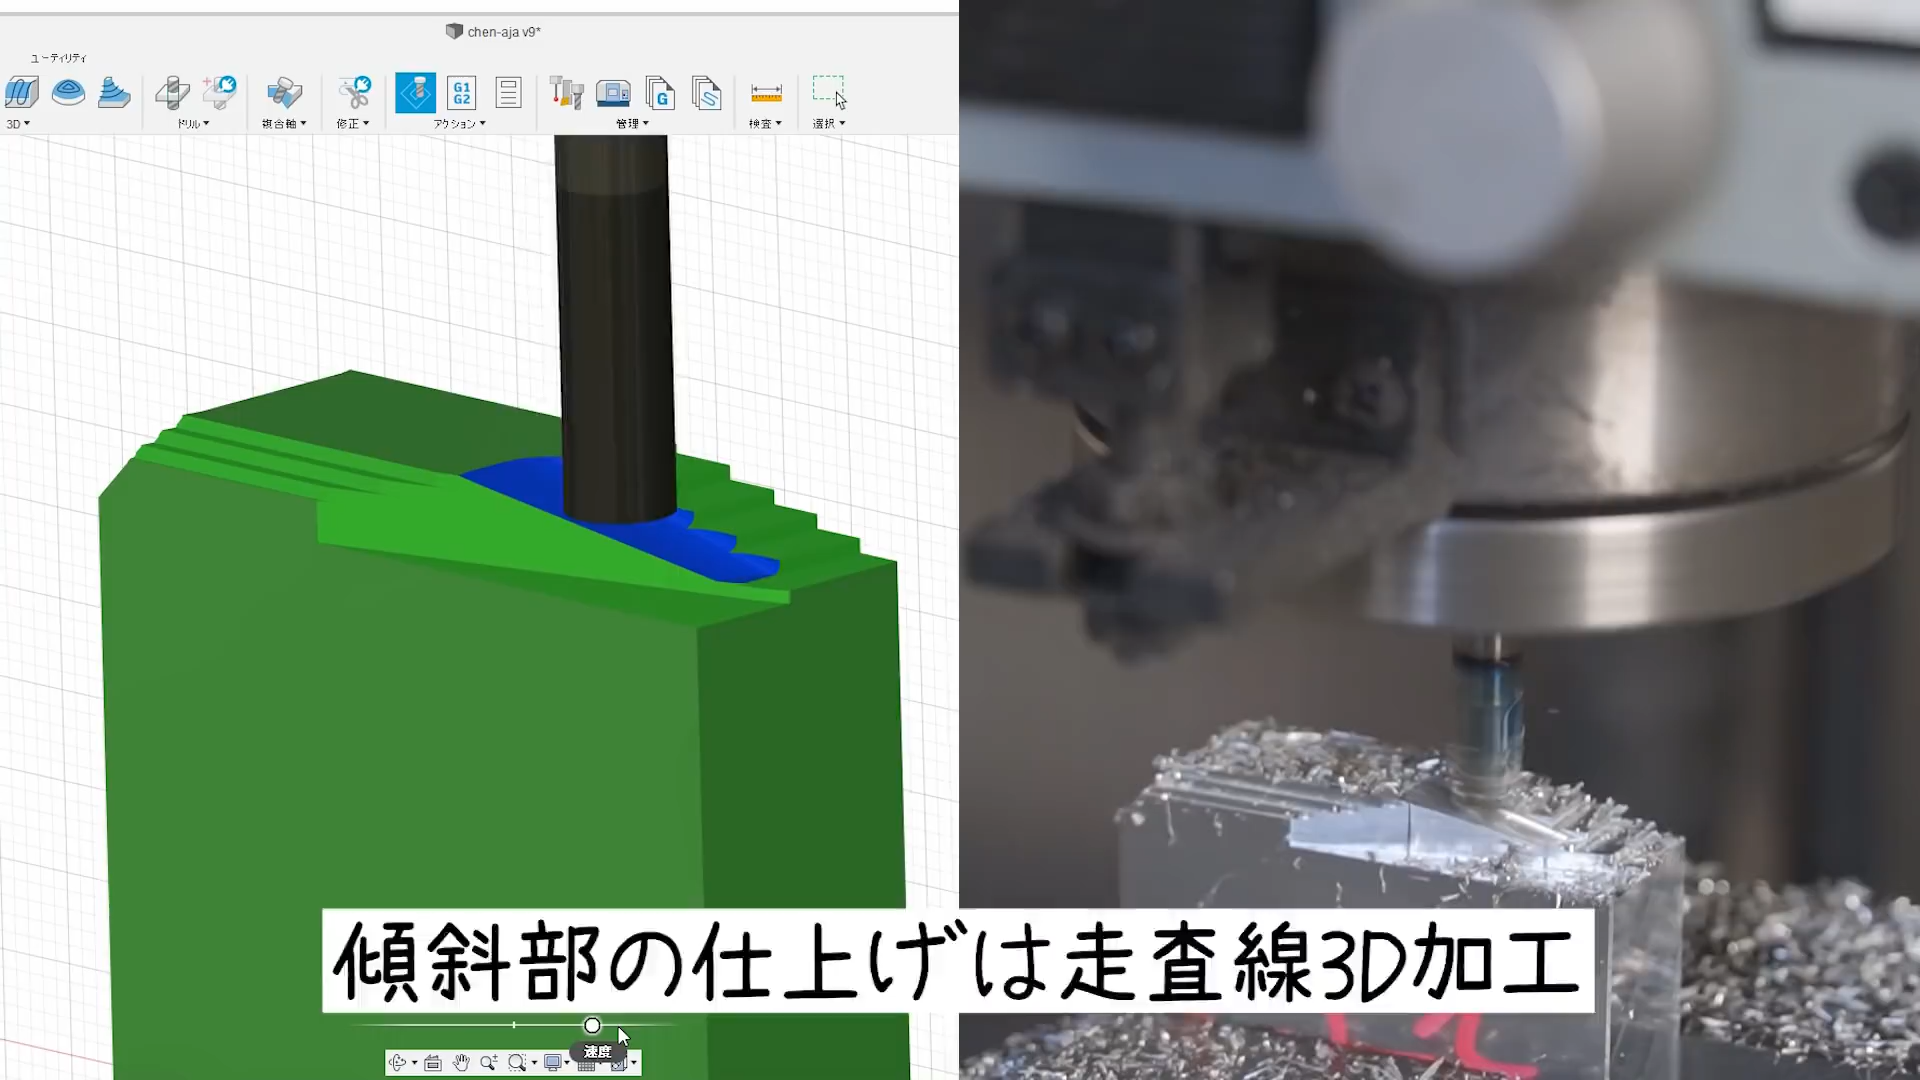 chen-aja v9*
ユーティリティ
G1
G2
G
S
3D
ドリル
複合軸
修正
アクション
管理
検査
選択
傾斜部の仕上げは走査線3D加工
速度